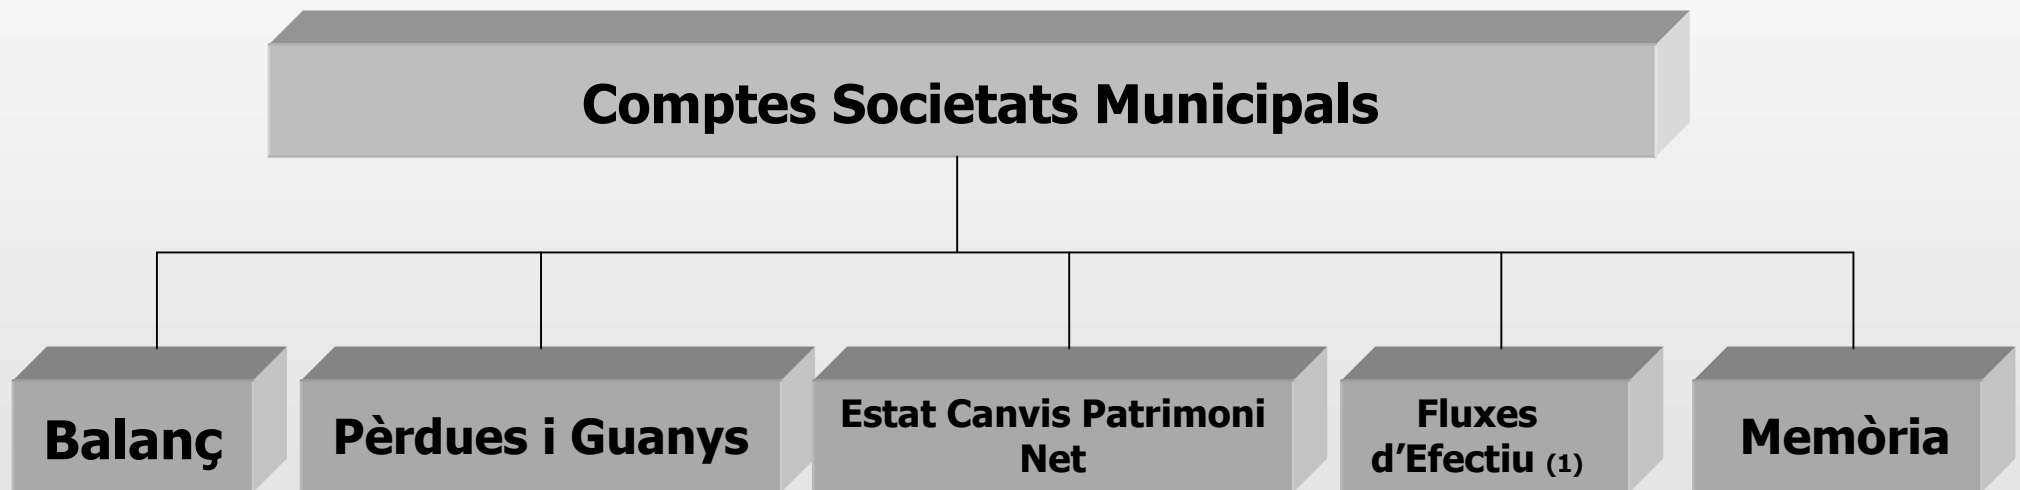 Comptes Societats Municipals
Balanç
Pèrdues i Guanys
Estat Canvis Patrimoni
Net
Fluxes
d’Efectiu (1)
Memòria